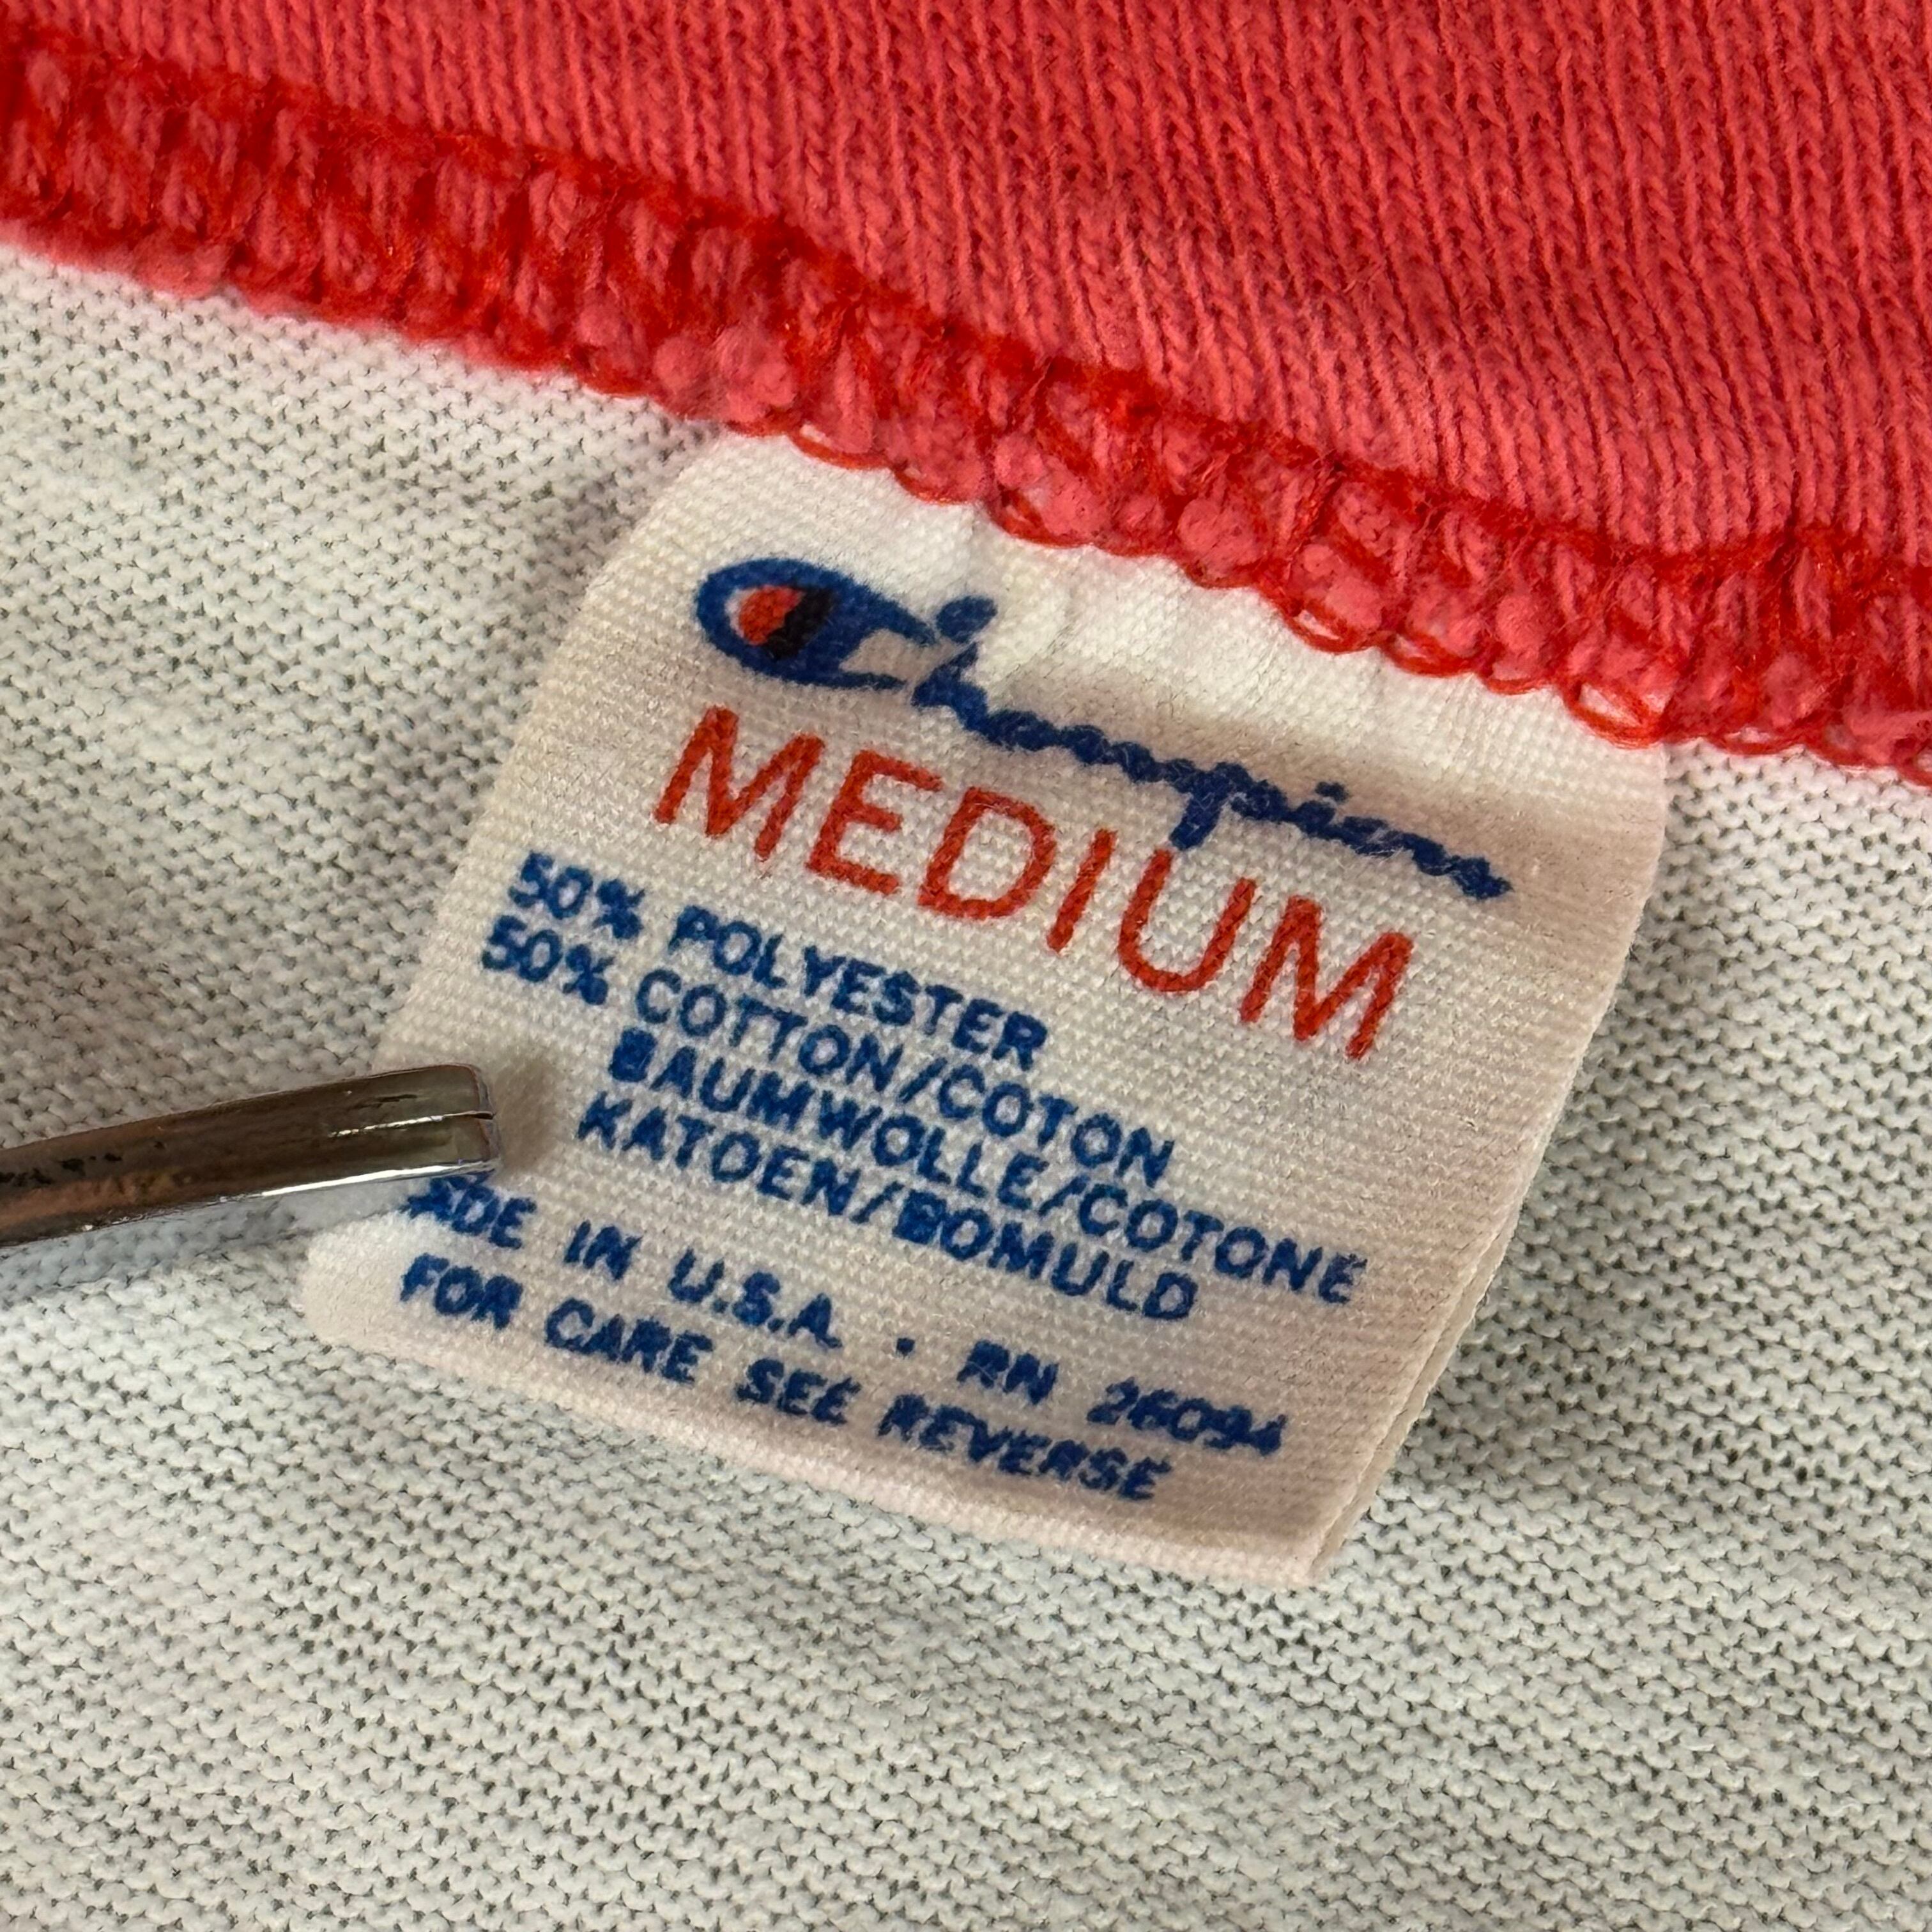 Champion
MEDIUM
50% POLYESTER
50% COTTON/COTON
BAUMWOLLE/COTONE
KATOEN/BOMULD
ADE IN U.S.A. · RN 26094
FOR CARE SEE REVERSE